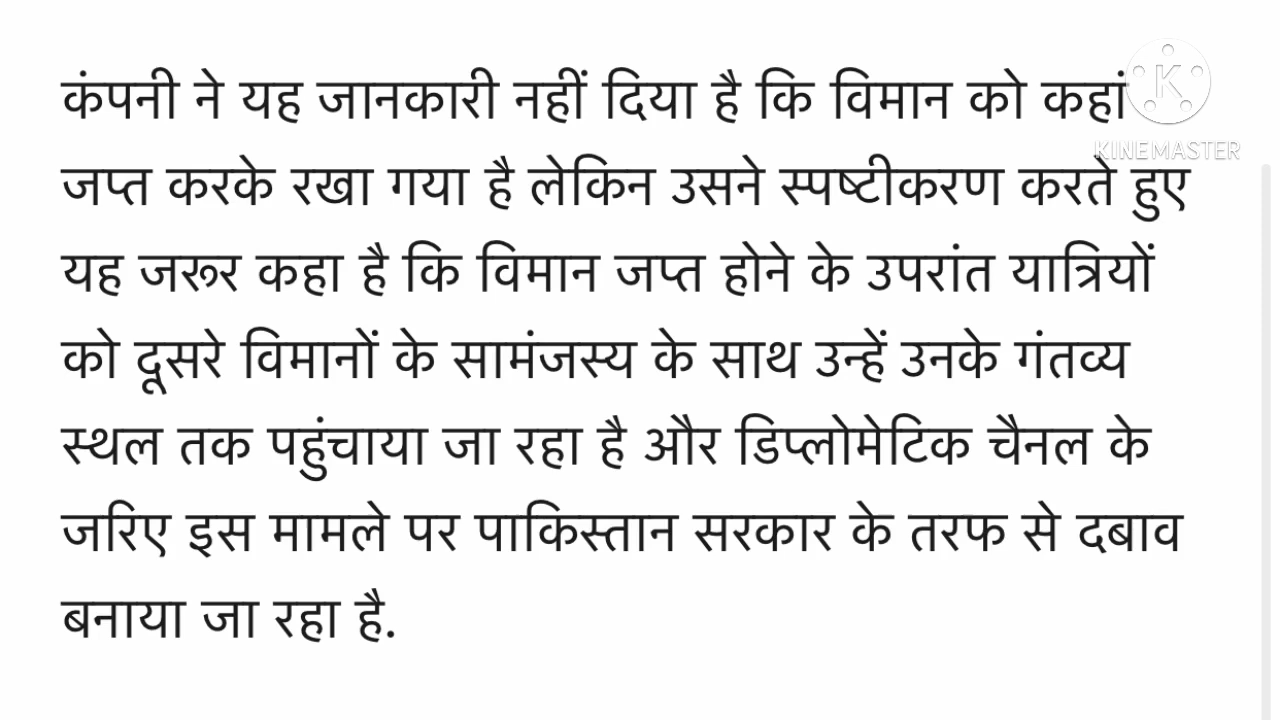 कंपनी ने यह जानकारी नहीं दिया है कि विमान को कहां
जप्त करके रखा गया है लेकिन उसने स्पष्टीकरण करते हुए
यह जरूर कहा है कि विमान जप्त होने के उपरांत यात्रियों
को दूसरे विमानों के सामंजस्य के साथ उन्हें उनके गंतव्य
स्थल तक पहुंचाया जा रहा है और डिप्लोमेटिक चैनल के
जरिए इस मामले पर पाकिस्तान सरकार के तरफ से दबाव
बनाया जा रहा है.
K
KINEMASTER